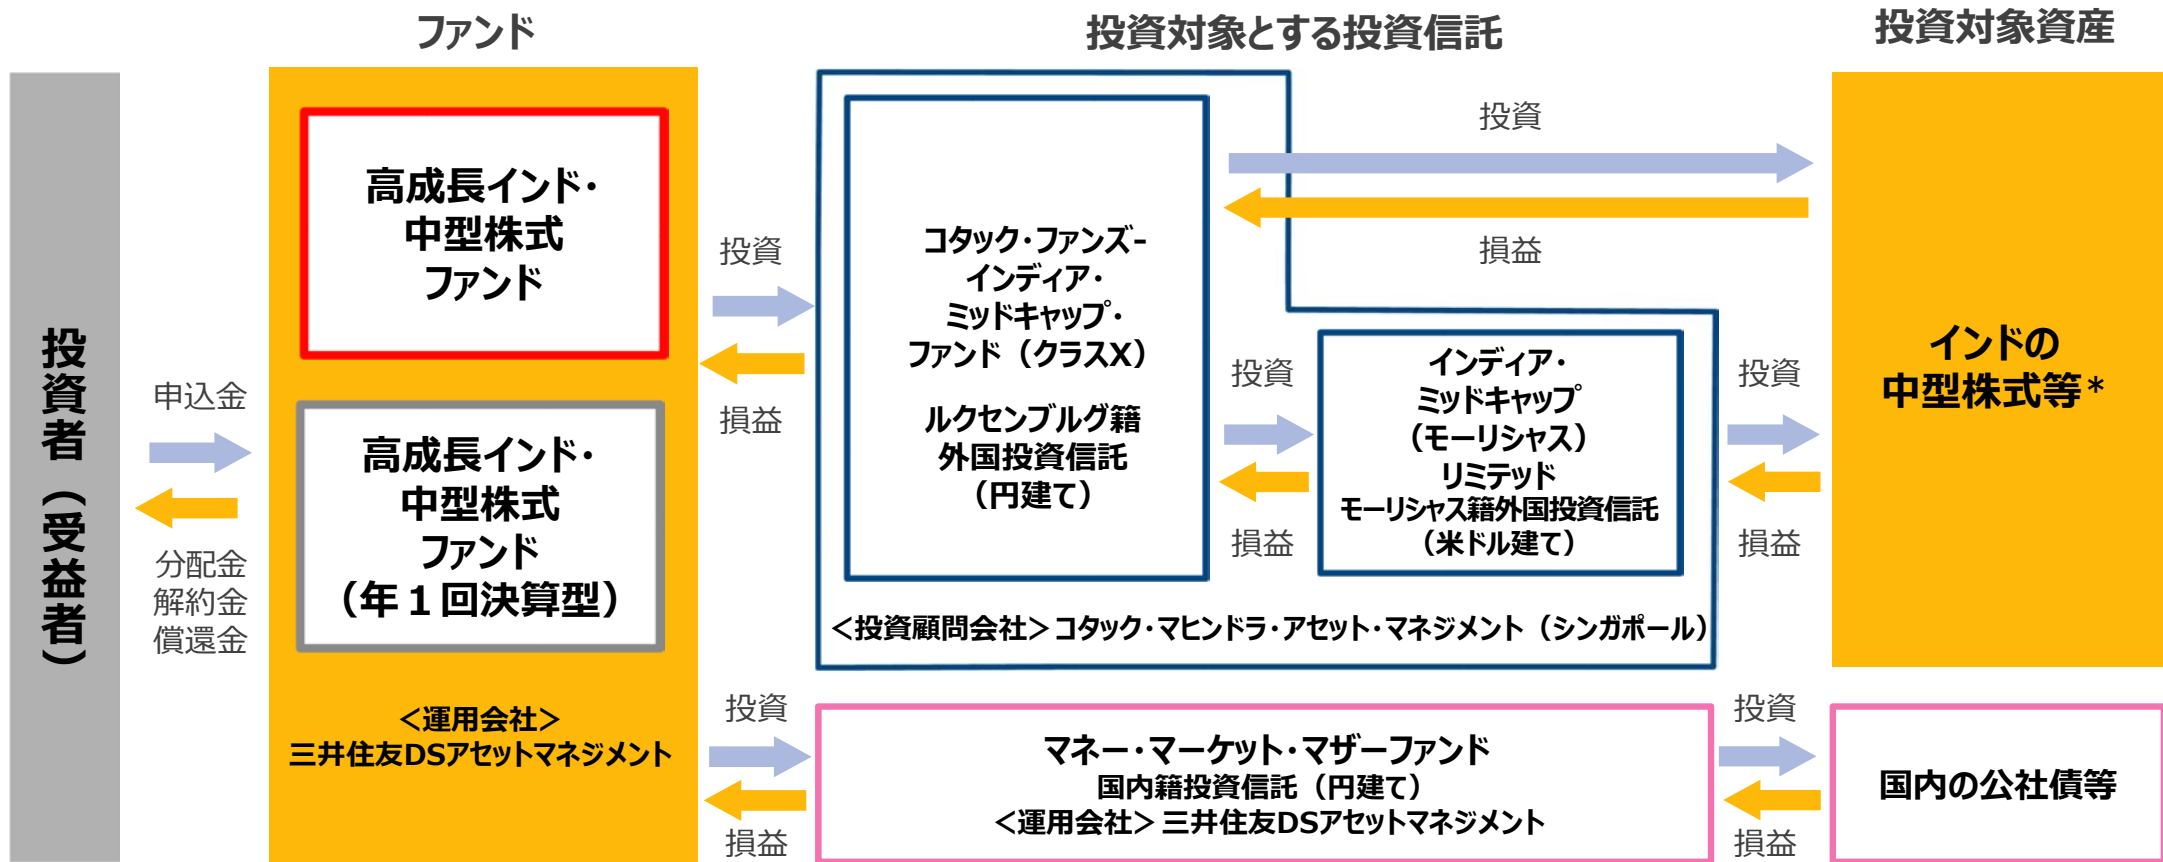 ファンド
投資対象とする投資信託
投資対象資産
投資者（受益者）
申込金
分配金
解約金
償還金
高成長インド・
中型株式
ファンド
高成長インド・
中型株式
ファンド
（年１回決算型）
＜運用会社＞
三井住友DSアセットマネジメント
投資
損益
コタック・ファンズ-
インディア・
ミッドキャップ・
ファンド（クラスX）
ルクセンブルグ籍
外国投資信託
（円建て）
投資
損益
投資
損益
インディア・
ミッドキャップ
（モーリシャス）
リミテッド
モーリシャス籍外国投資信託
（米ドル建て）
投資
損益
＜投資顧問会社＞コタック・マヒンドラ・アセット・マネジメント（シンガポール）
インドの
中型株式等*
投資
損益
マネー・マーケット・マザーファンド
国内籍投資信託（円建て）
＜運用会社＞三井住友DSアセットマネジメント
投資
損益
国内の公社債等